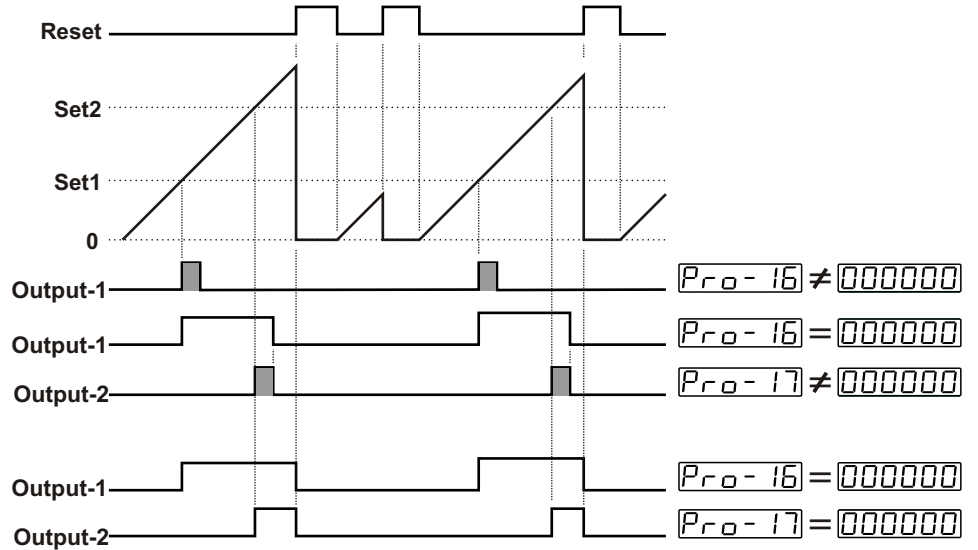 Reset
Set2
Set1
0
Output-1 Pro-16 ≠ 000000
Output-1 Pro-16 = 000000
Output-2 Pro-17 ≠ 000000
Output-1 Pro-16 = 000000
Output-2 Pro-17 = 000000